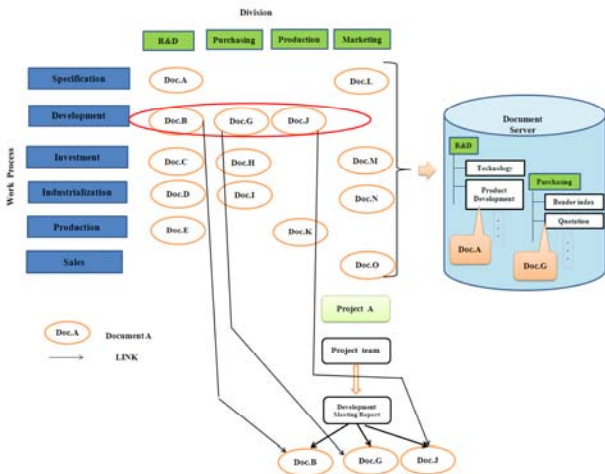 Division
R&D
Purchasing
Production
Marketing
Work Process
Specification
Doc.A
Doc.L
Development
Doc.B
Doc.G
Doc.J
Investment
Doc.C
Doc.H
Doc.M
Industrialization
Doc.D
Doc.I
Doc.N
Production
Doc.E
Doc.K
Sales
Doc.O
Document
Server
R&D
Technology
Product
Development
Purchasing
Bender index
Quotation
Doc.A
Doc.G
Project A
Project team
Development
Meeting Report
Doc.B
Doc.G
Doc.J
Doc.A
Document A
LINK